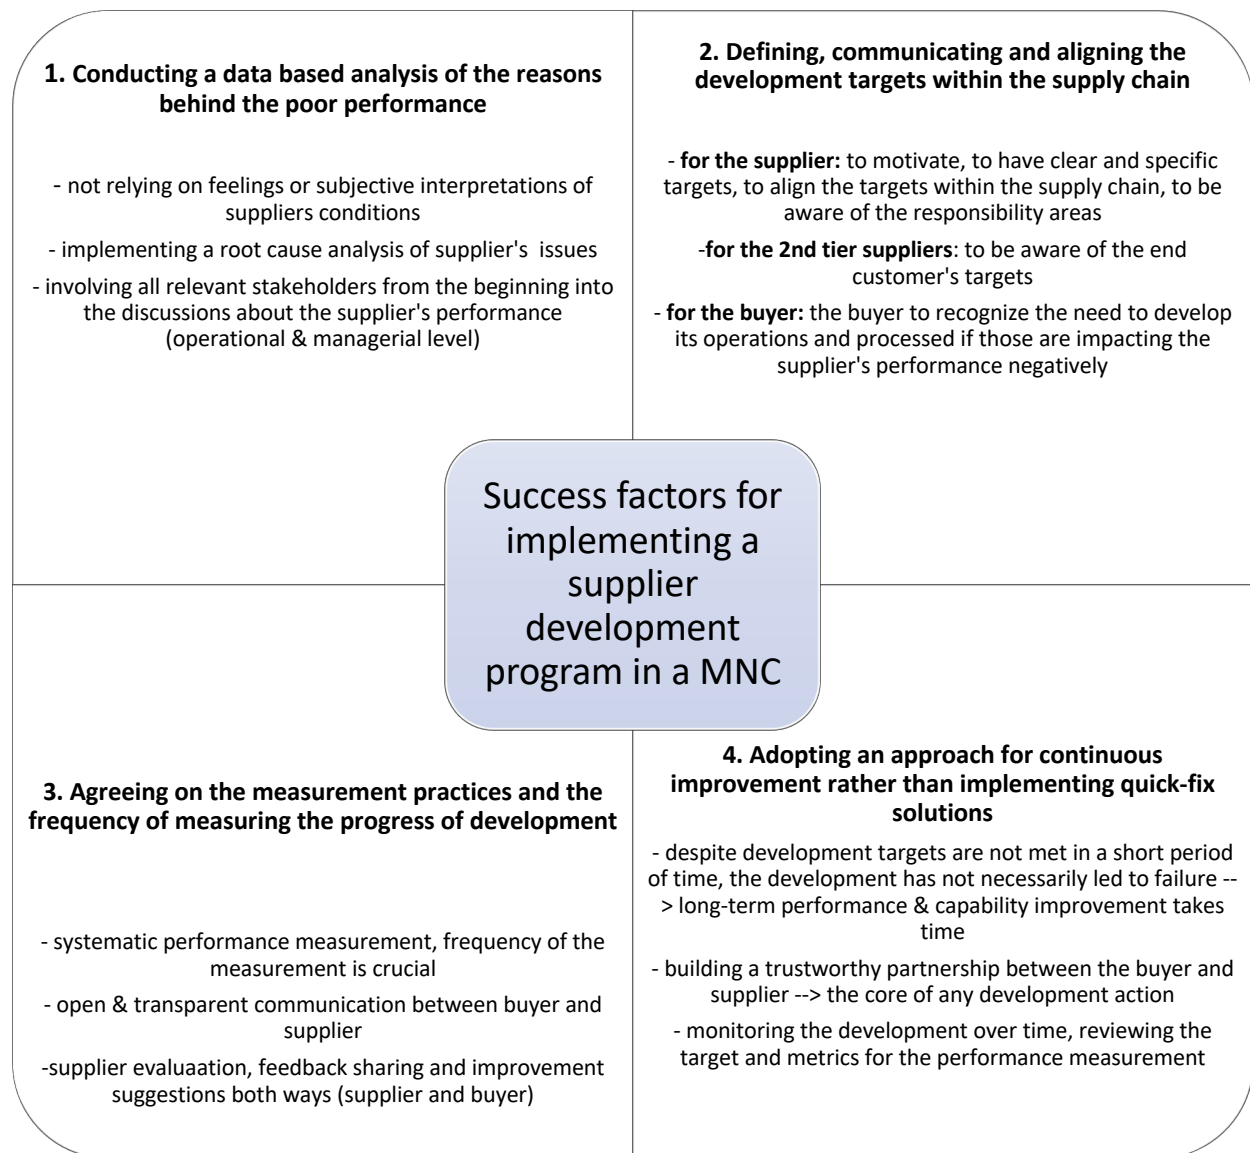 1. Conducting a data based analysis of the reasons
behind the poor performance
- not relying on feelings or subjective interpretations of
suppliers conditions
- implementing a root cause analysis of supplier's  issues
- involving all relevant stakeholders from the beginning into
the discussions about the supplier's performance
(operational & managerial level)
2. Defining, communicating and aligning the
development targets within the supply chain
- for the supplier: to motivate, to have clear and specific
targets, to align the targets within the supply chain, to be
aware of the responsibility areas
-for the 2nd tier suppliers: to be aware of the end
customer's targets
- for the buyer: the buyer to recognize the need to develop
its operations and processed if those are impacting the
supplier's performance negatively
Success factors for
implementing a
supplier
development
program in a MNC
3. Agreeing on the measurement practices and the
frequency of measuring the progress of development
- systematic performance measurement, frequency of the
measurement is crucial
- open & transparent communication between buyer and
supplier
-supplier evaluaation, feedback sharing and improvement
suggestions both ways (supplier and buyer)
4. Adopting an approach for continuous
improvement rather than implementing quick-fix
solutions
- despite development targets are not met in a short period
of time, the development has not necessarily led to failure --
> long-term performance & capability improvement takes
time
- building a trustworthy partnership between the buyer and
supplier --> the core of any development action
- monitoring the development over time, reviewing the
target and metrics for the performance measurement